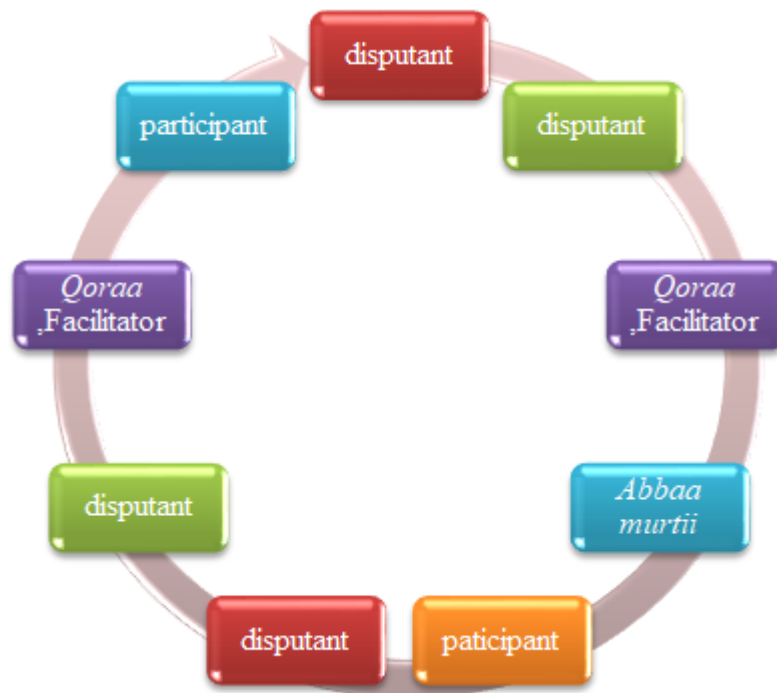 disputant
disputant
Qoraa
,Facilitator
Abbaa
murtii
paticipant
disputant
disputant
Qoraa
,Facilitator
participant